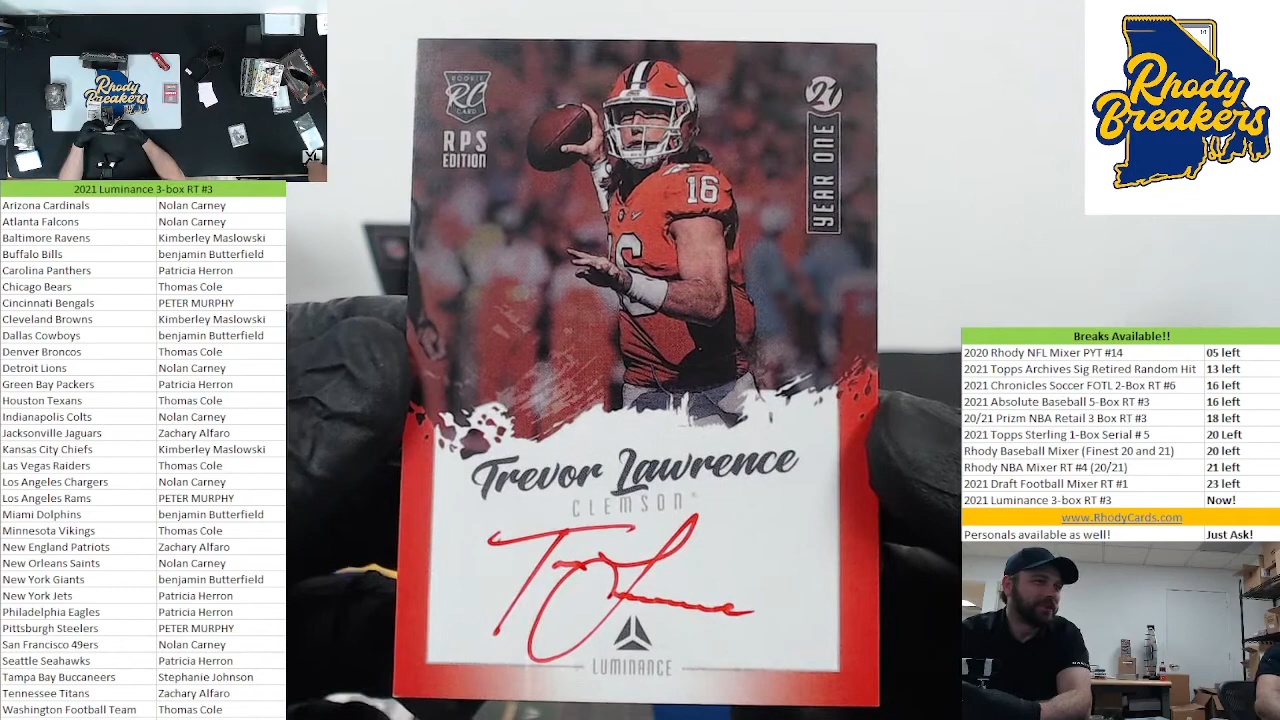 Rhody
Breakers
XL
2021 Luminance 3-box RT #3
Arizona Cardinals Nolan Carney
Atlanta Falcons Nolan Carney
Baltimore Ravens Kimberley Maslowski
Buffalo Bills benjamin Butterfield
Carolina Panthers Patricia Herron
Chicago Bears Thomas Cole
Cincinnati Bengals PETER MURPHY
Cleveland Browns Kimberley Maslowski
Dallas Cowboys benjamin Butterfield
Denver Broncos Thomas Cole
Detroit Lions Nolan Carney
Green Bay Packers Patricia Herron
Houston Texans Thomas Cole
Indianapolis Colts Nolan Carney
Jacksonville Jaguars Zachary Alfaro
Kansas City Chiefs Kimberley Maslowski
Las Vegas Raiders Thomas Cole
Los Angeles Chargers Nolan Carney
Los Angeles Rams PETER MURPHY
Miami Dolphins benjamin Butterfield
Minnesota Vikings Thomas Cole
New England Patriots Zachary Alfaro
New Orleans Saints Nolan Carney
New York Giants benjamin Butterfield
New York Jets Patricia Herron
Philadelphia Eagles Patricia Herron
Pittsburgh Steelers PETER MURPHY
San Francisco 49ers Nolan Carney
Seattle Seahawks Patricia Herron
Tampa Bay Buccaneers Stephanie Johnson
Tennessee Titans Zachary Alfaro
Washington Football Team Thomas Cole
ROOKIE
RC
CARD
RPS
EDITION
21
YEAR ONE
16
16
Trevor Lawrence
CLEMSON
LUMINANCE
1/1
Rhody
Breakers
Breaks Available!!
2020 Rhody NFL Mixer PYT #14 05 left
2021 Topps Archives Sig Retired Random Hit 13 left
2021 Chronicles Soccer FOTL 2-Box RT #6 16 left
2021 Absolute Baseball 5-Box RT #3 16 left
20/21 Prizm NBA Retail 3 Box RT #3 18 left
2021 Topps Sterling 1-Box Serial # 5 20 Left
Rhody Baseball Mixer (Finest 20 and 21) 20 left
Rhody NBA Mixer RT #4 (20/21) 21 left
2021 Draft Football Mixer RT #1 23 left
2021 Luminance 3-box RT #3 Now!
www.RhodyCards.com
Personals available as well! Just Ask!